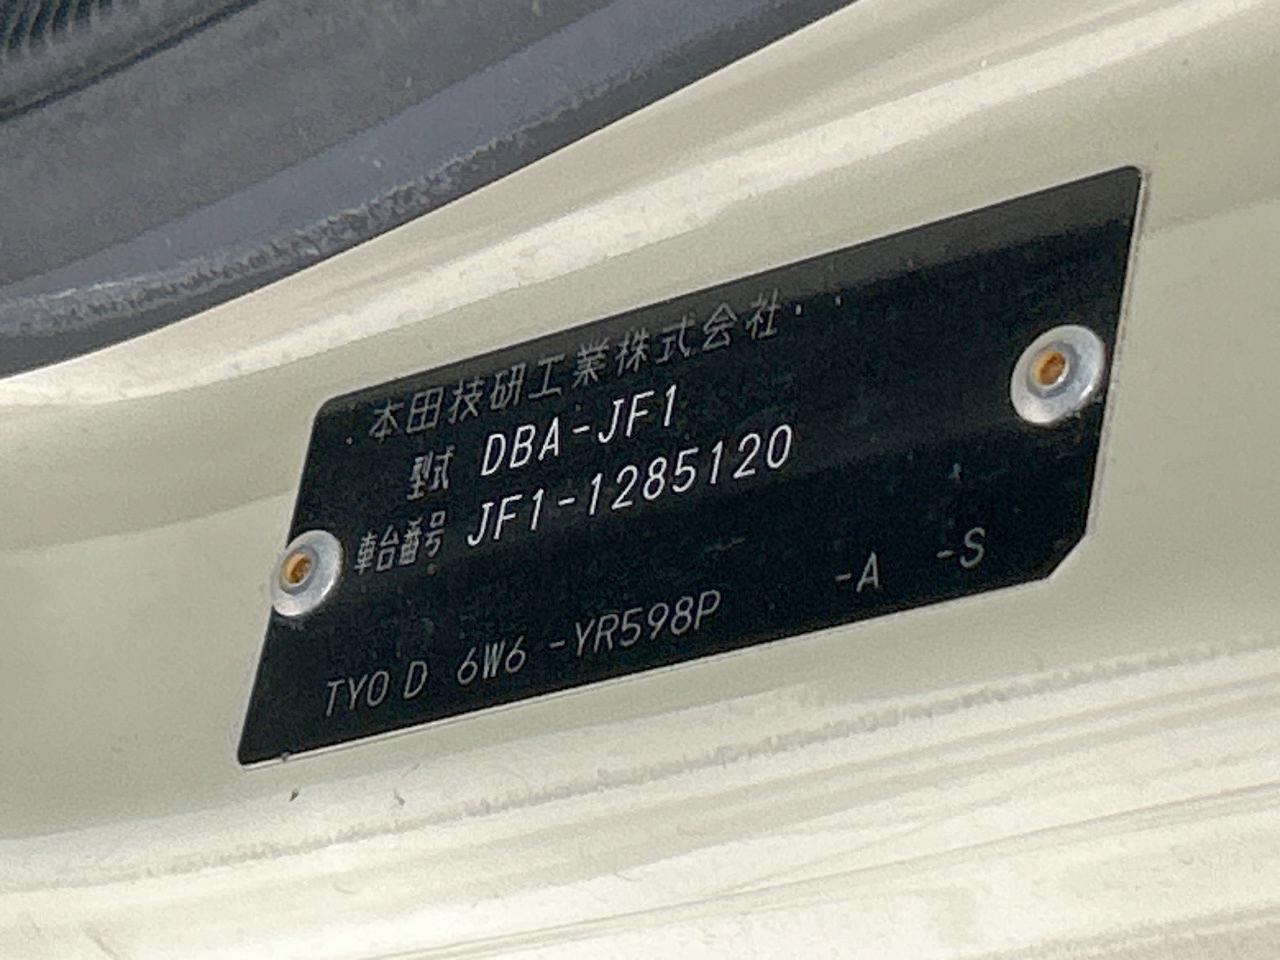 本田技研工業株式会社
型式 DBA-JF1
車台番号 JF1-1285120
TYO D 6W6 -YR598P -A -S